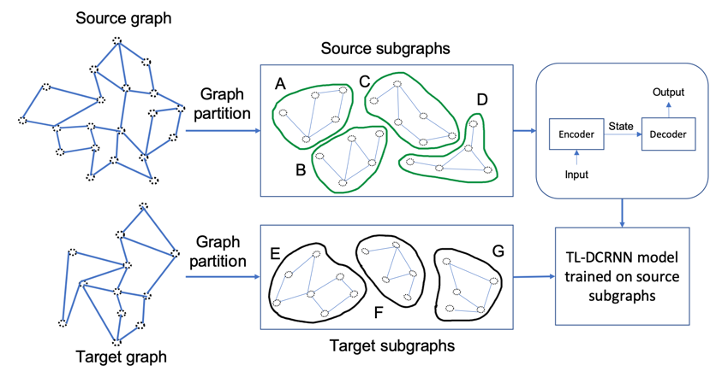 Source graph
Graph
partition
Source subgraphs
A
C
D
B
Output
Encoder
State
Decoder
Input
Graph
partition
E
F
G
TL-DCRNN model
trained on source
subgraphs
Target graph
Target subgraphs